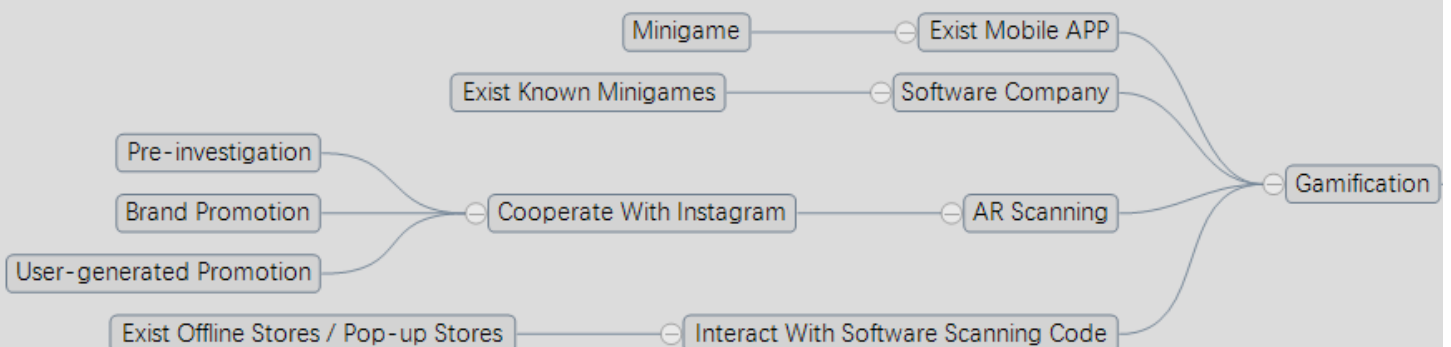 Minigame
Exist Mobile APP
Exist Known Minigames
Software Company
Pre-investigation
Gamification
Brand Promotion
Cooperate With Instagram
AR Scanning
User-generated Promotion
Exist Offline Stores / Pop-up Stores
Interact With Software Scanning Code